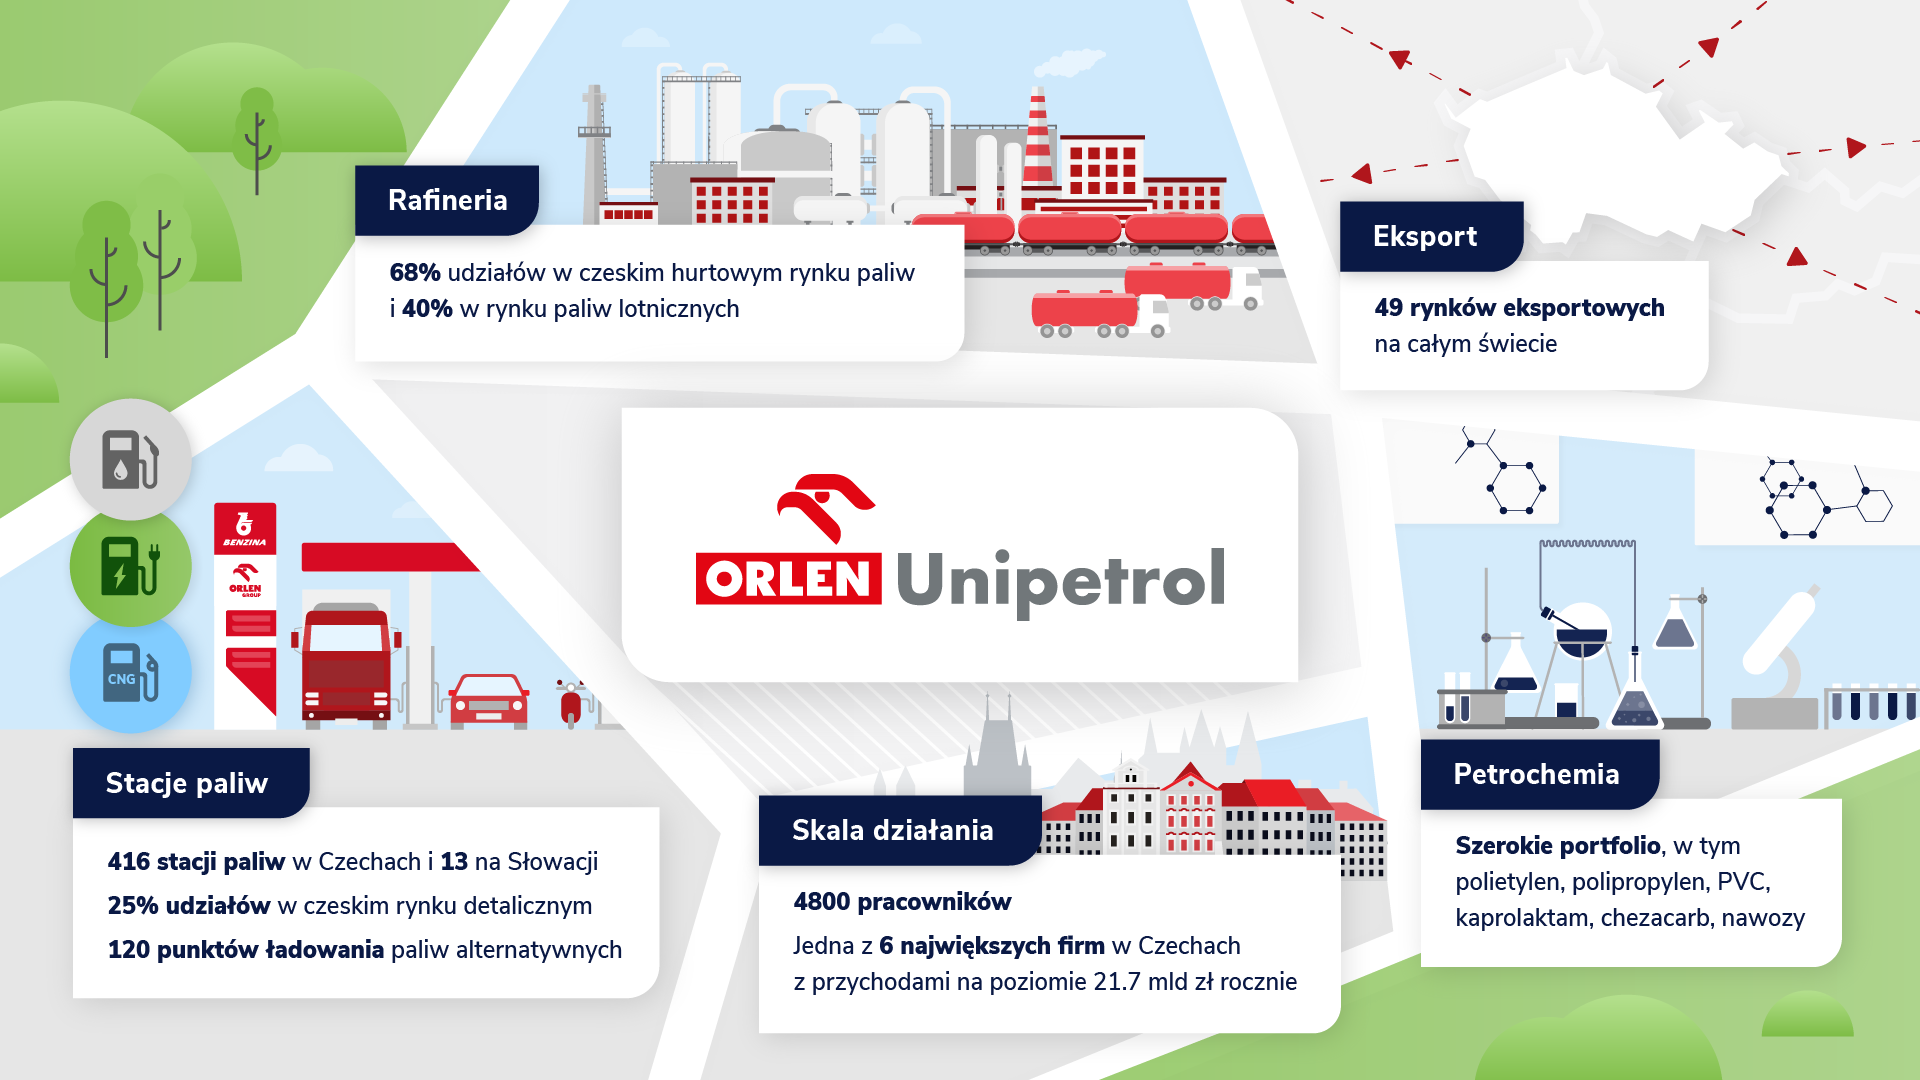 Rafineria
68% udziałów w czeskim hurtowym rynku paliw
i 40% w rynku paliw lotnicznych
Eksport
49 rynków eksportowych
na całym świecie
ORLEN Unipetrol
BENZINA
ORLEN
GROUP
CNG
Stacje paliw
416 stacji paliw w Czechach i 13 na Słowacji
25% udziałów w czeskim rynku detalicznym
120 punktów ładowania paliw alternatywnych
Skala działania
4800 pracowników
Jedna z 6 największych firm w Czechach
z przychodami na poziomie 21.7 mld zł rocznie
Petrochemia
Szerokie portfolio, w tym
polietylen, polipropylen, PVC,
kaprolaktam, chezacarb, nawozy